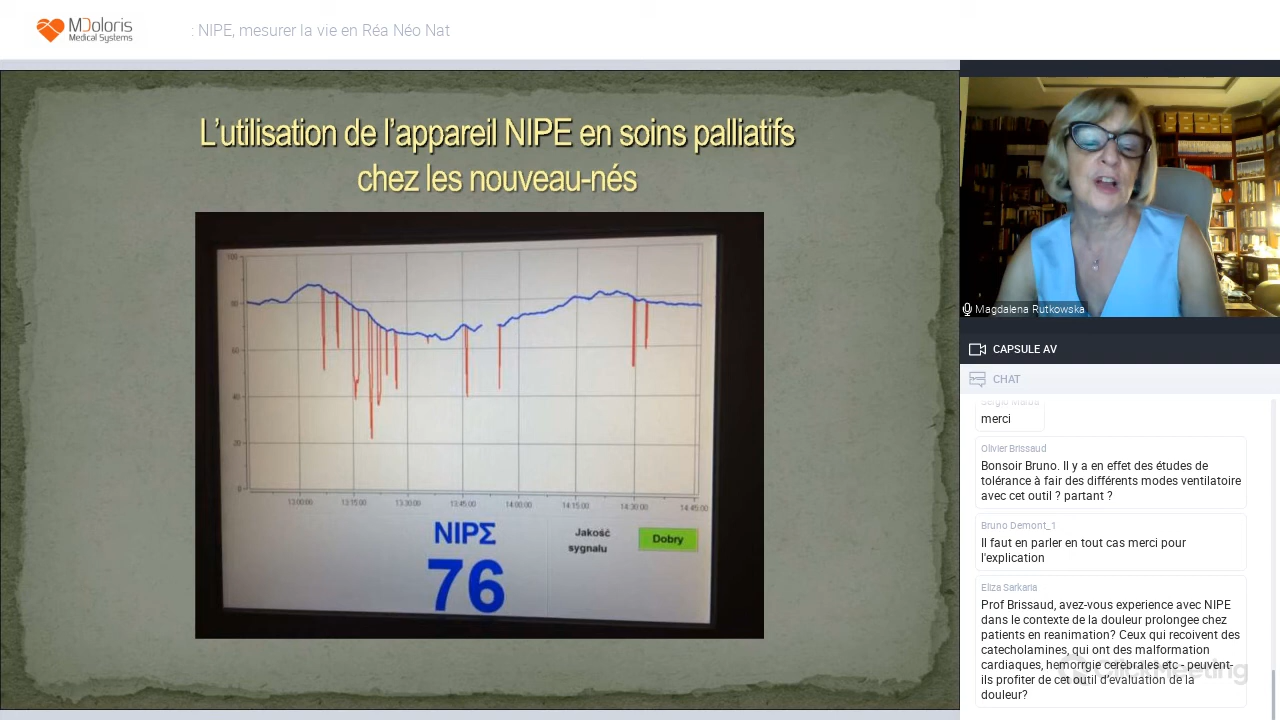 MDoloris
Medical Systems
: NIPE, mesurer la vie en Réa Néo Nat
L'utilisation de l'appareil NIPE en soins palliatifs
chez les nouveau-nés
100
80
60
40
20
0
13:00:00 13:15:00 13:30:00 13:45:00 14:00:00 14:15:00 14:30:00 14:45:00
NIPΣ
76
Jakość
sygnału
Dobry
Magdalena Rutkowska
CAPSULE AV
CHAT
merci
Olivier Brissaud
Bonsoir Bruno. Il y a en effet des études de
tolérance à fair des différents modes ventilatoire
avec cet outil ? partant ?
Bruno Demont_1
Il faut en parler en tout cas merci pour
l'explication
Eliza Sarkaria
Prof Brissaud, avez-vous experience avec NIPE
dans le contexte de la douleur prolongee chez
patients en reanimation? Ceux qui recoivent des
catecholamines, qui ont des malformation
cardiaques, hemorrgie cerebrales etc - peuvent-
ils profiter de cet outil d'evaluation de la
douleur?